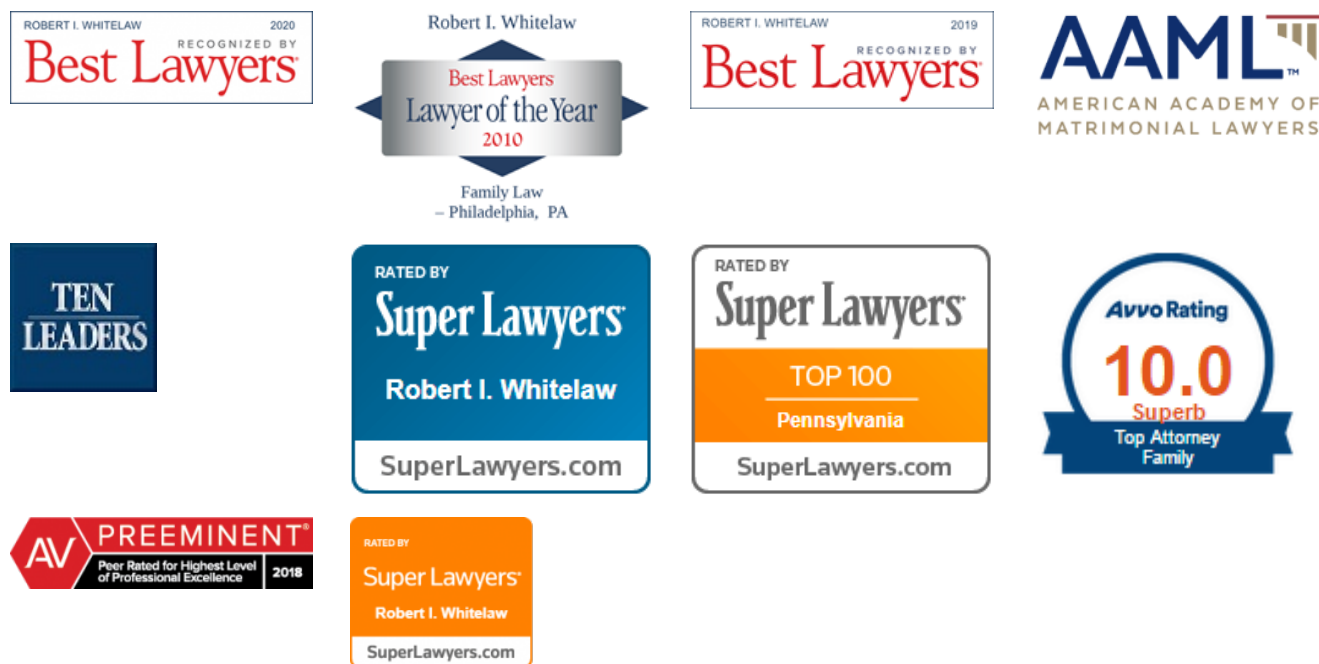 ROBERT I. WHITELAW 2020
RECOGNIZED BY
Best Lawyers®
Robert I. Whitelaw
Best Lawyers
Lawyer of the Year
2010
Family Law
– Philadelphia, PA
ROBERT I. WHITELAW 2019
RECOGNIZED BY
Best Lawyers®
AAML™
AMERICAN ACADEMY OF
MATRIMONIAL LAWYERS
TEN
LEADERS
RATED BY
Super Lawyers®
Robert I. Whitelaw
SuperLawyers.com
RATED BY
Super Lawyers®
TOP 100
Pennsylvania
SuperLawyers.com
Avvo Rating
10.0
Superb
Top Attorney
Family
AV PREEMINENT®
Peer Rated for Highest Level
of Professional Excellence 2018
RATED BY
Super Lawyers®
Robert I. Whitelaw
SuperLawyers.com